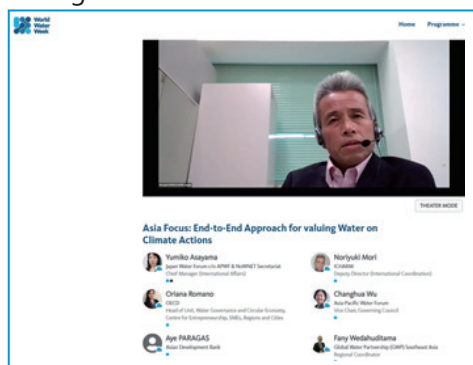 World
Water
Week
Home
Programme
THEATER MODE
Asia Focus: End-to-End Approach for valuing Water on
Climate Actions
Yumiko Asayama
Japan Water Forum c/o APWF & NoWNET Secretariat
Chief Manager (International Affairs)
Noriyuki Mori
ICHARM
Deputy Director (International Coordination)
Oriana Romano
OECD
Head of Unit, Water Governance and Circular Economy,
Centre for Entrepreneurship, SMEs, Regions and Cities
Changhua Wu
Asia Pacific Water Forum
Vice Chair, Governing Council
Aye PARAGAS
Asian Development Bank
Fany Wedahuditama
Global Water Partnership (GWP) Southeast Asia
Regional Coordinator